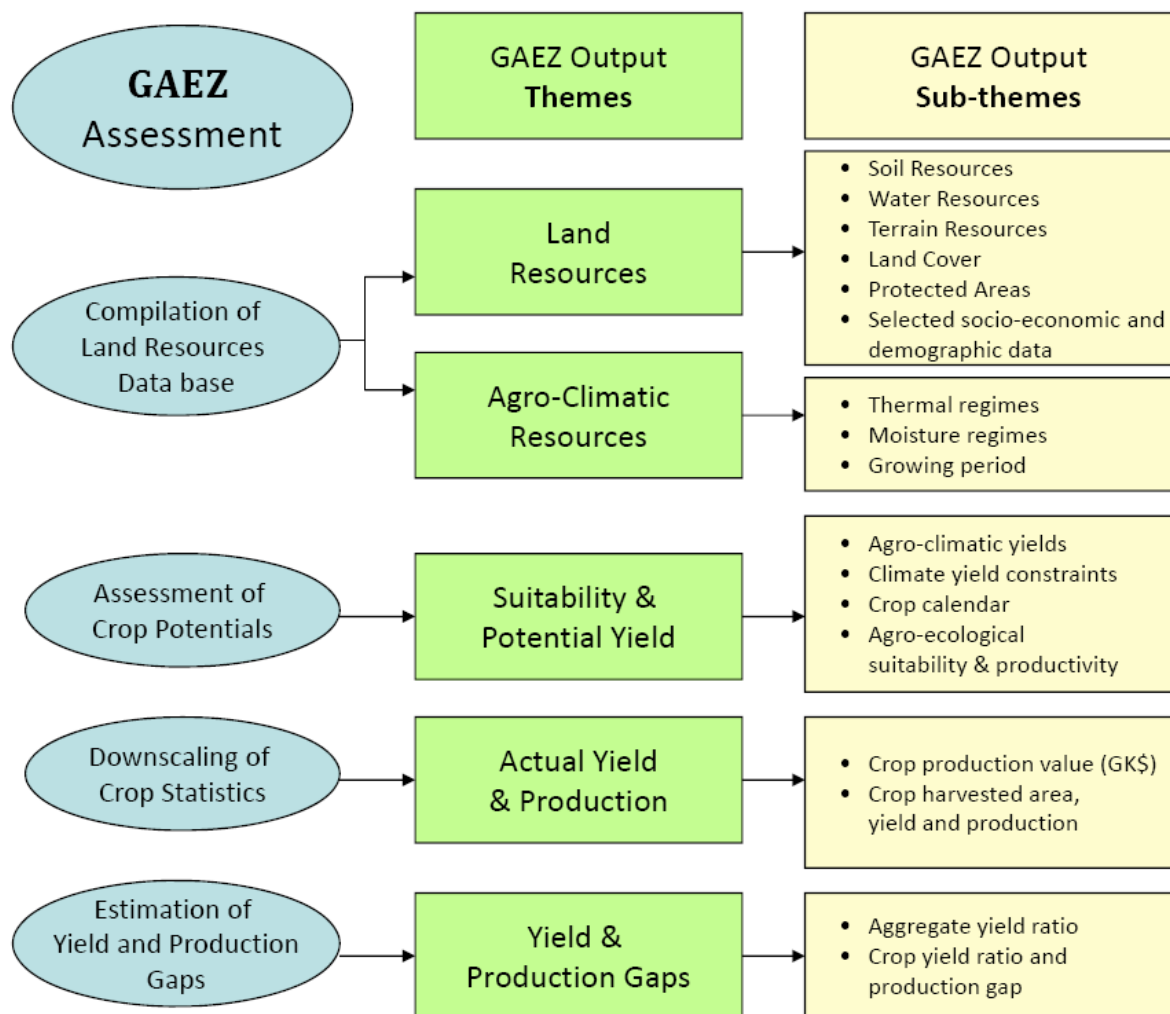 GAEZ
Assessment
GAEZ Output
Themes
GAEZ Output
Sub-themes
Compilation of
Land Resources
Data base
Land
Resources
• Soil Resources
• Water Resources
• Terrain Resources
• Land Cover
• Protected Areas
• Selected socio-economic and
demographic data
Agro-Climatic
Resources
• Thermal regimes
• Moisture regimes
• Growing period
Assessment of
Crop Potentials
Suitability &
Potential Yield
• Agro-climatic yields
• Climate yield constraints
• Crop calendar
• Agro-ecological
suitability & productivity
Downscaling of
Crop Statistics
Actual Yield
& Production
• Crop production value (GK$)
• Crop harvested area,
yield and production
Estimation of
Yield and Production
Gaps
Yield &
Production Gaps
• Aggregate yield ratio
• Crop yield ratio and
production gap